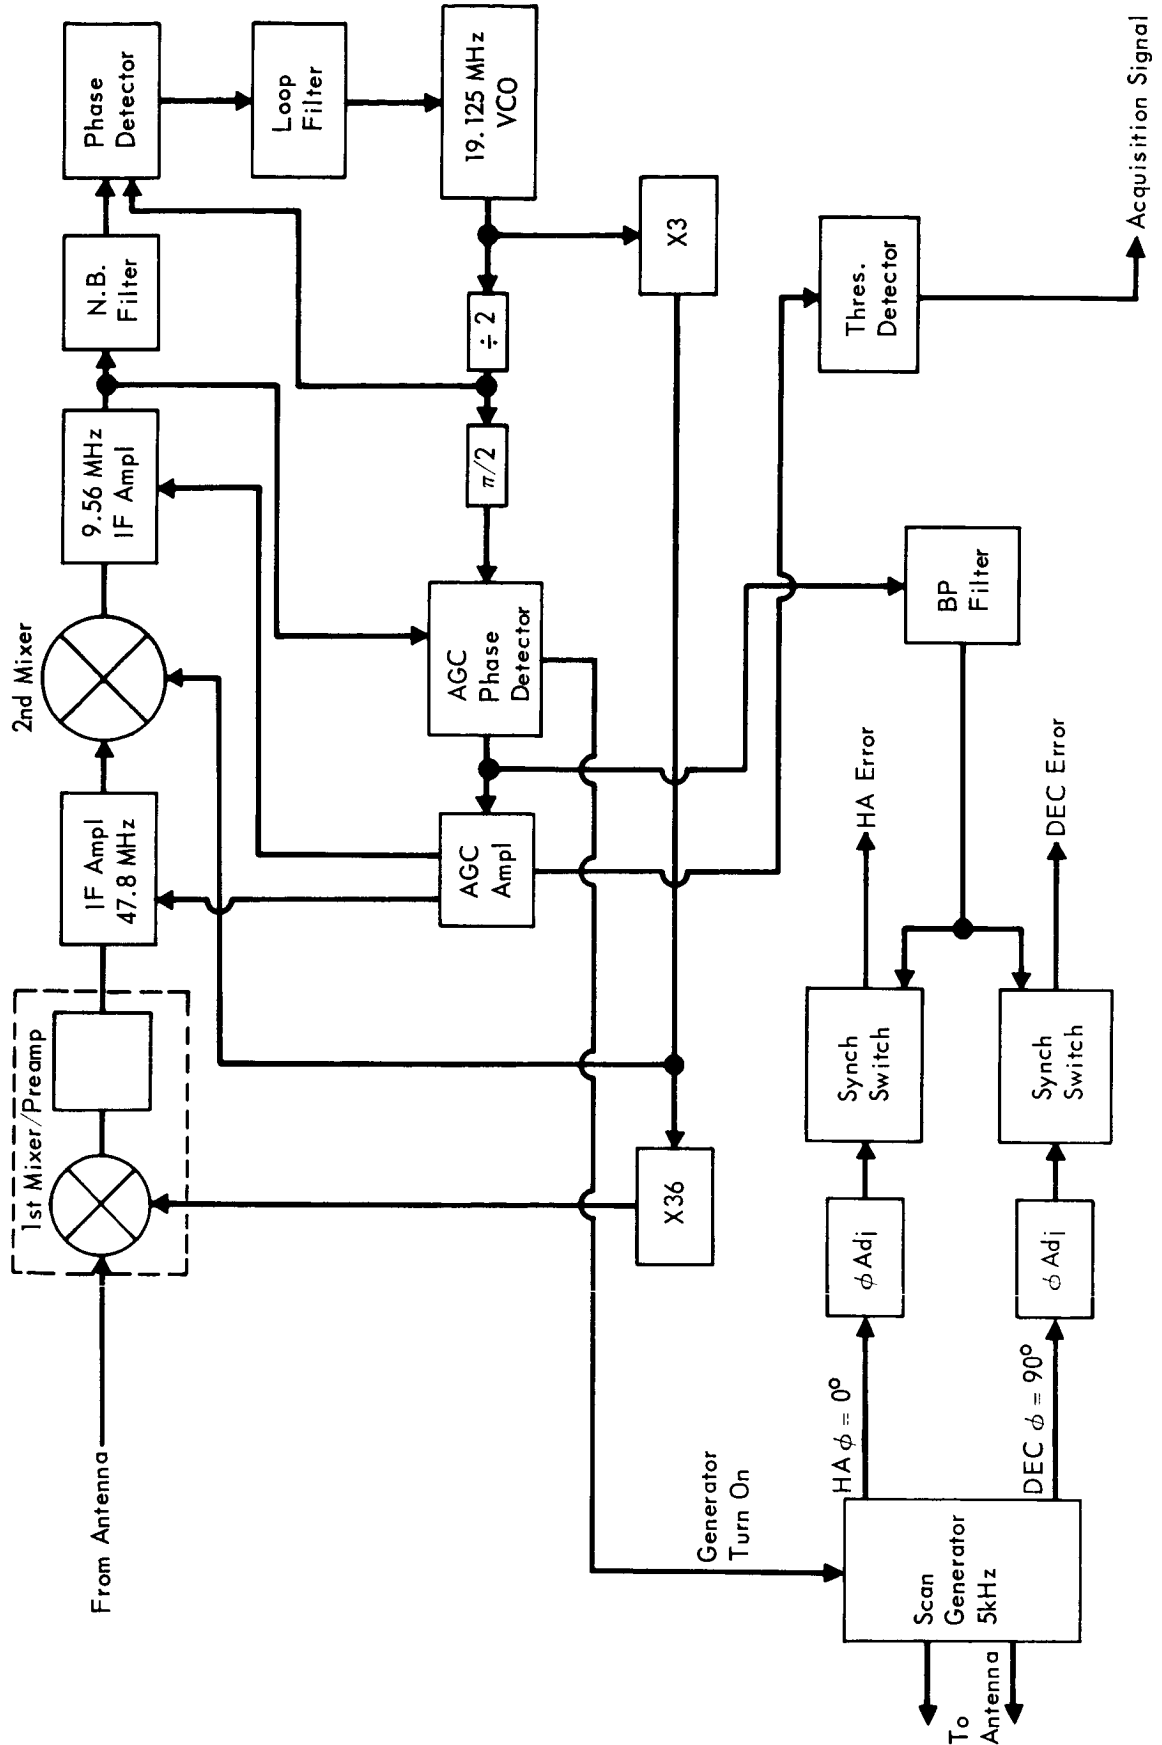 From Antenna
1st Mixer/Preamp
IF Ampl
47.8 MHz
2nd Mixer
9.56 MHz
IF Ampl
N.B.
Filter
Phase
Detector
Loop
Filter
19.125 MHz
VCO
÷ 2
π/2
AGC
Phase
Detector
AGC
Ampl
X3
X36
Thres.
Detector
Acquisition Signal
BP
Filter
Generator
Turn On
Scan
Generator
5kHz
To
Antenna
HA ϕ = 0°
ϕ Adj
Synch
Switch
HA Error
DEC ϕ = 90°
ϕ Adj
Synch
Switch
DEC Error